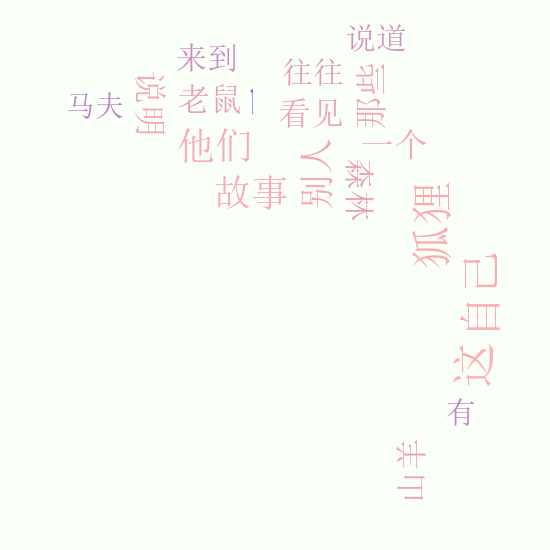 说道
来到
往往
那些
说明
老鼠
马夫
看见
一个
他们
别人
森林
故事
狐狸
自己
这
有
山羊